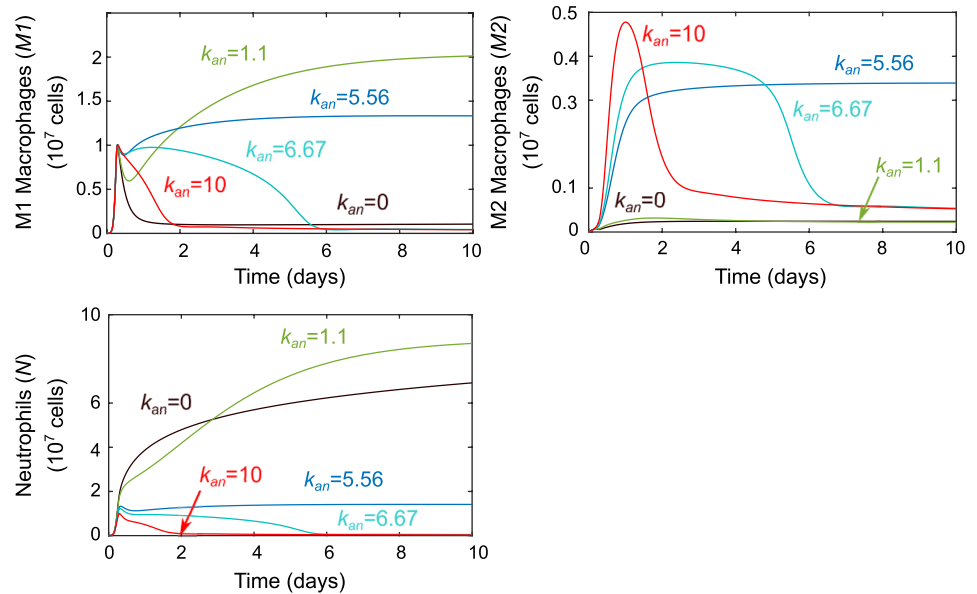 M1 Macrophages (M1)
(10^7 cells)
2
1.5
1
0.5
0
k_an=1.1
k_an=5.56
k_an=6.67
k_an=10
k_an=0
0 2 4 6 8 10
Time (days)
M2 Macrophages (M2)
(10^7 cells)
0.5
0.4
0.3
0.1
0
k_an=10
k_an=5.56
k_an=6.67
k_an=1.1
k_an=0
0 2 4 6 8 10
Time (days)
Neutrophils (N)
(10^7 cells)
10
6
4
2
0
k_an=1.1
k_an=0
k_an=10
k_an=5.56
k_an=6.67
0 2 4 6 8 10
Time (days)